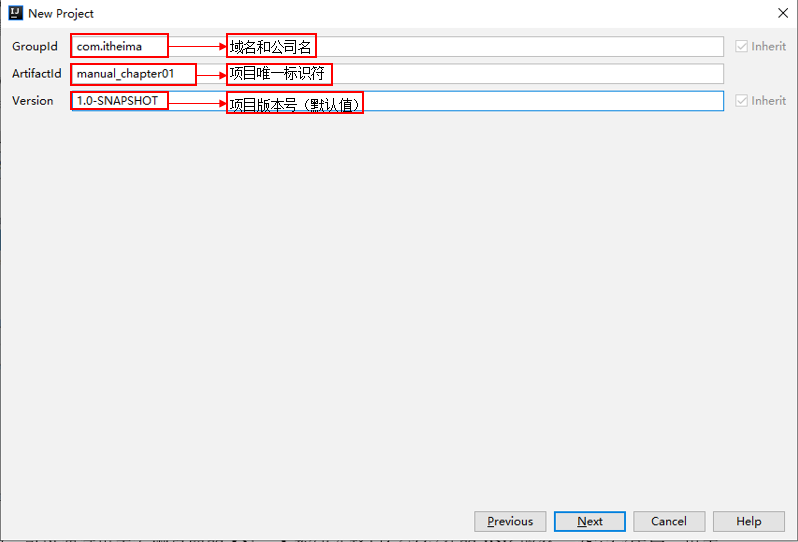 New Project
GroupId com.itheima 域名和公司名 Inherit
ArtifactId manual_chapter01 项目唯一标识符
Version 1.0-SNAPSHOT 项目版本号（默认值） Inherit
Previous Next Cancel Help